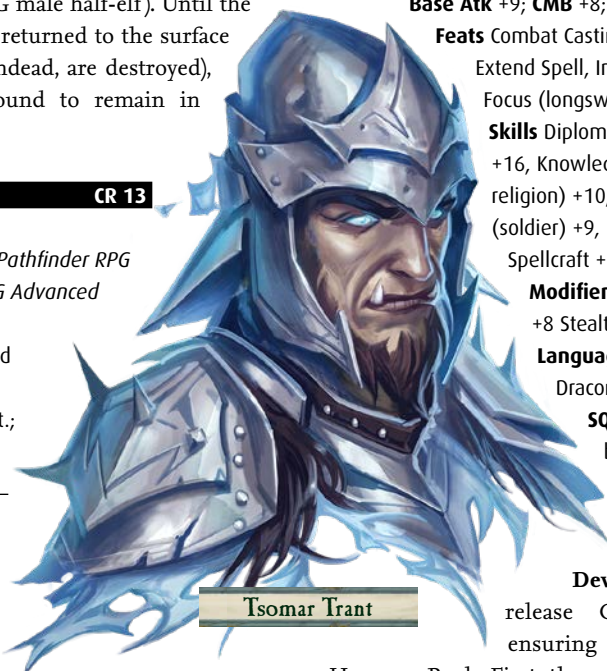 G male half-elf). Until the
returned to the surface
ndead, are destroyed),
ound to remain in
CR 13
Pathfinder RPG
G Advanced
d
t.;
–
Tsomar Trant
Base Atk +9; CMB +8;
Feats Combat Casting
Extend Spell, In
Focus (longsw
Skills Diplom
+16, Knowled
religion) +10,
(soldier) +9,
Spellcraft +
Modifier
+8 Stealt
Langua
Dracon
SQ
Dev
release
ensuring